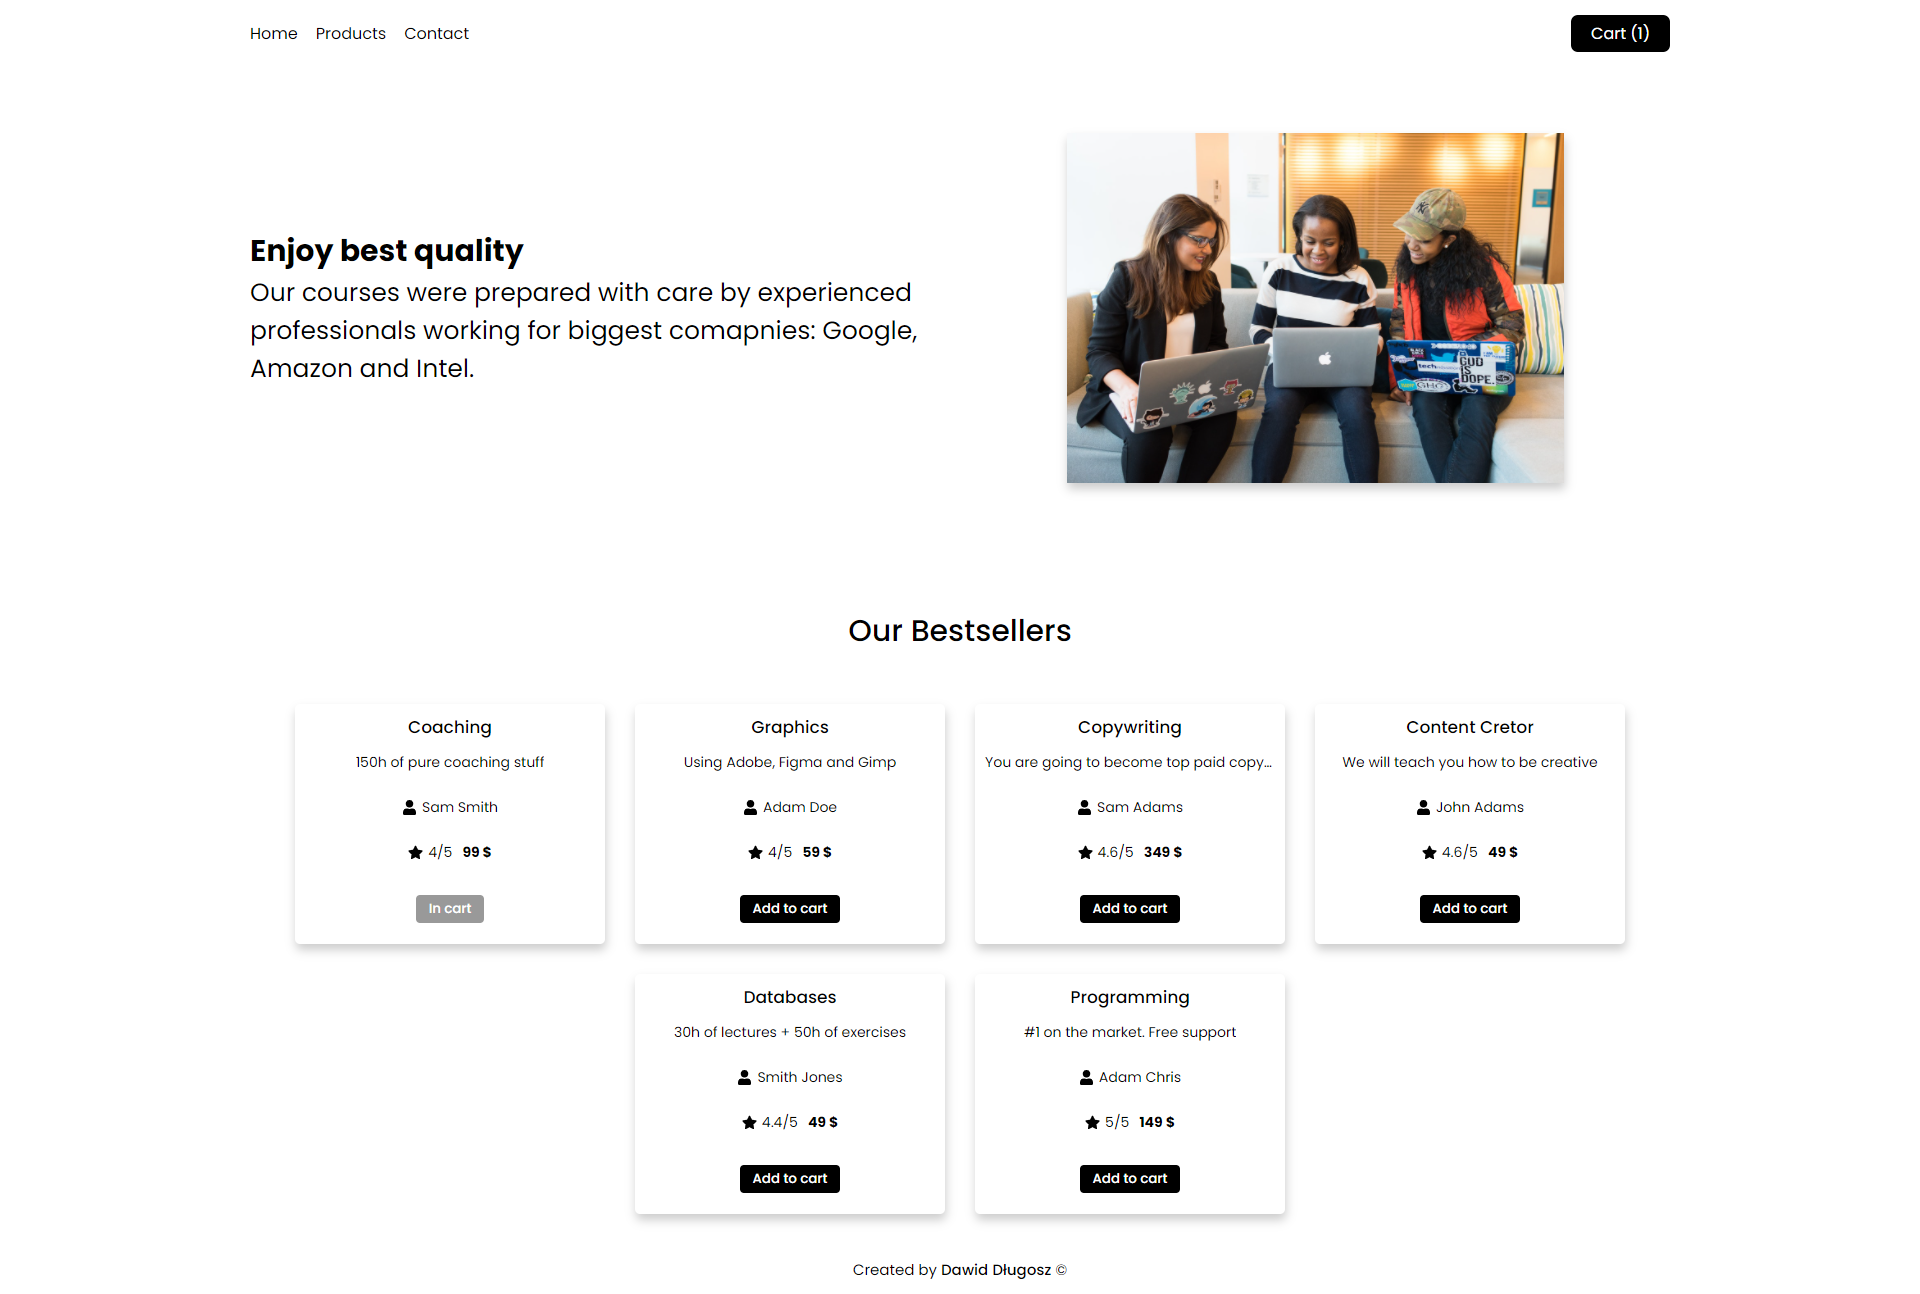 Home Products Contact Cart (1)
Enjoy best quality
Our courses were prepared with care by experienced
professionals working for biggest comapnies: Google,
Amazon and Intel.
tech
GUD
IS
DOPE.
Our Bestsellers
Coaching
150h of pure coaching stuff
Sam Smith
4/5 99 $
In cart
Graphics
Using Adobe, Figma and Gimp
Adam Doe
4/5 59 $
Add to cart
Copywriting
You are going to become top paid copy...
Sam Adams
4.6/5 349 $
Add to cart
Content Cretor
We will teach you how to be creative
John Adams
4.6/5 49 $
Add to cart
Databases
30h of lectures + 50h of exercises
Smith Jones
4.4/5 49 $
Add to cart
Programming
#1 on the market. Free support
Adam Chris
5/5 149 $
Add to cart
Created by Dawid Długosz ©